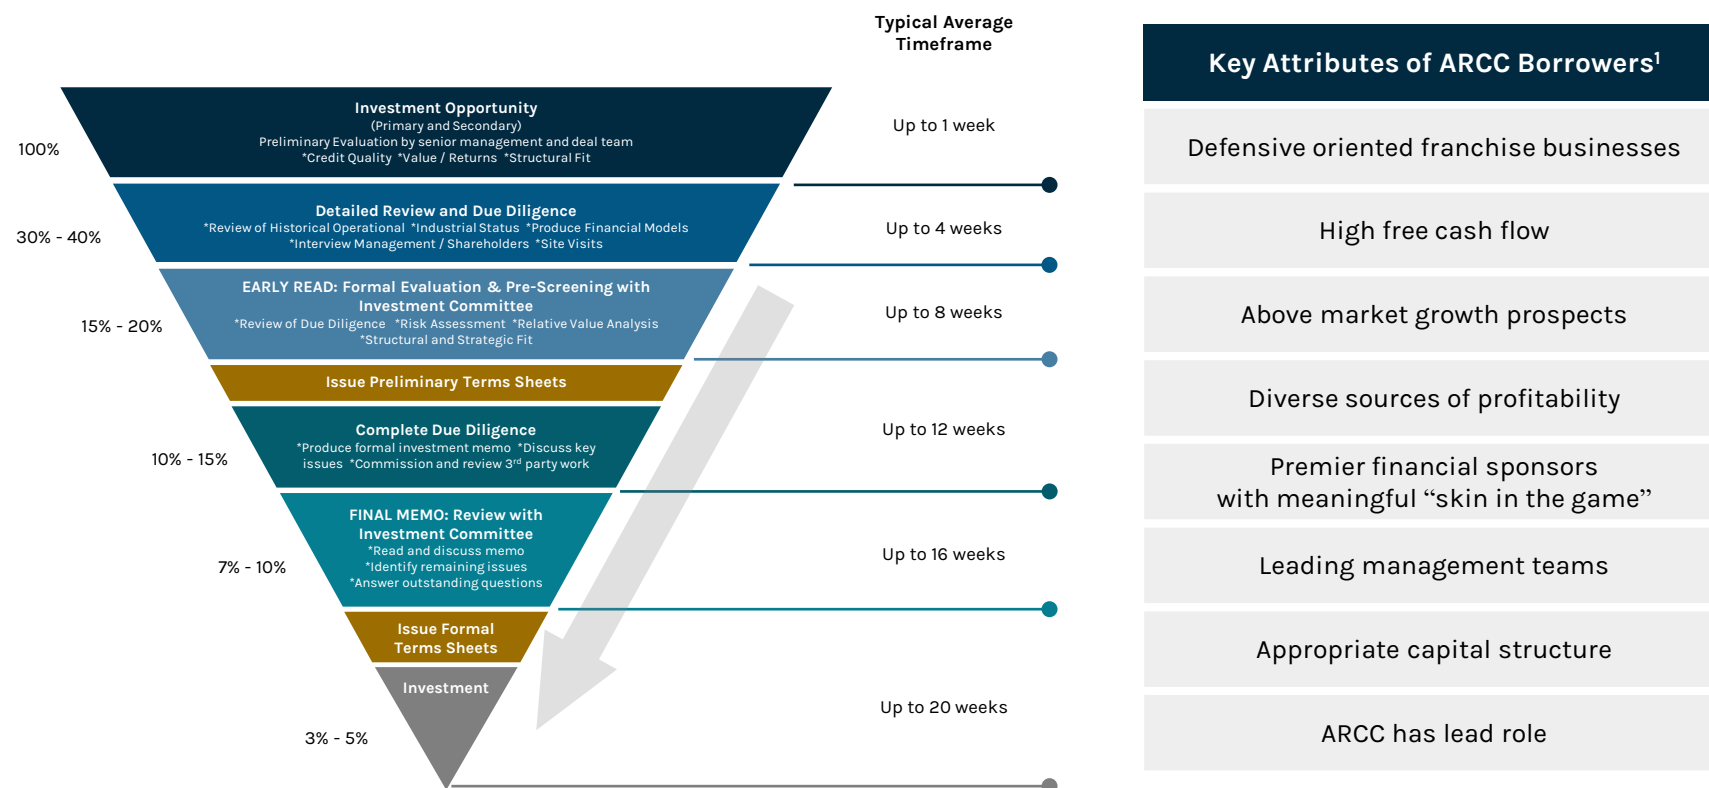 Typical Average
Timeframe
100%
Investment Opportunity
(Primary and Secondary)
Preliminary Evaluation by senior management and deal team
*Credit Quality *Value / Returns *Structural Fit
Up to 1 week
30% - 40%
Detailed Review and Due Diligence
*Review of Historical Operational *Industrial Status *Produce Financial Models
*Interview Management / Shareholders *Site Visits
Up to 4 weeks
15% - 20%
EARLY READ: Formal Evaluation & Pre-Screening with
Investment Committee
*Review of Due Diligence *Risk Assessment *Relative Value Analysis
*Structural and Strategic Fit
Up to 8 weeks
Issue Preliminary Terms Sheets
10% - 15%
Complete Due Diligence
*Produce formal investment memo *Discuss key
issues *Commission and review 3rd party work
Up to 12 weeks
7% - 10%
FINAL MEMO: Review with
Investment Committee
*Read and discuss memo
*Identify remaining issues
*Answer outstanding questions
Up to 16 weeks
Issue Formal
Terms Sheets
3% - 5%
Investment
Up to 20 weeks
Key Attributes of ARCC Borrowers¹
Defensive oriented franchise businesses
High free cash flow
Above market growth prospects
Diverse sources of profitability
Premier financial sponsors
with meaningful “skin in the game”
Leading management teams
Appropriate capital structure
ARCC has lead role